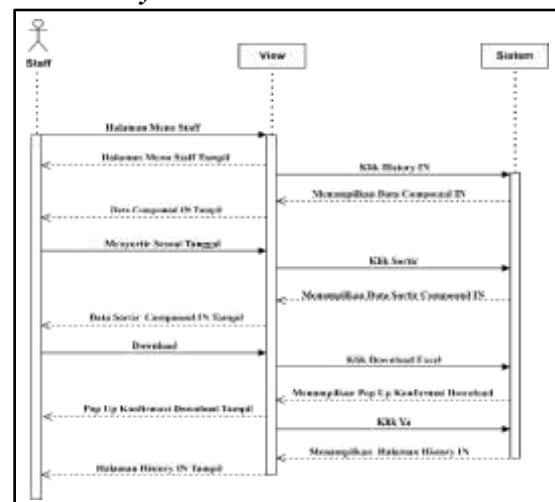 Staff
View
Sistem
Halaman Menu Staff
Halaman Menu Staff Tampil
Klik History IN
Menampilkan Data Compound IN
Data Compound IN Tampil
Menyortir Sesuai Tanggal
Klik Sortir
Menampilkan Data Sortir Compound IN
Data Sortir Compound IN Tampil
Download
Klik Download Excel
Menampilkan Pop Up Konfirmasi Download
Pop Up Konfirmasi Download Tampil
Klik Ya
Menampilkan Halaman History IN
Halaman History IN Tampil